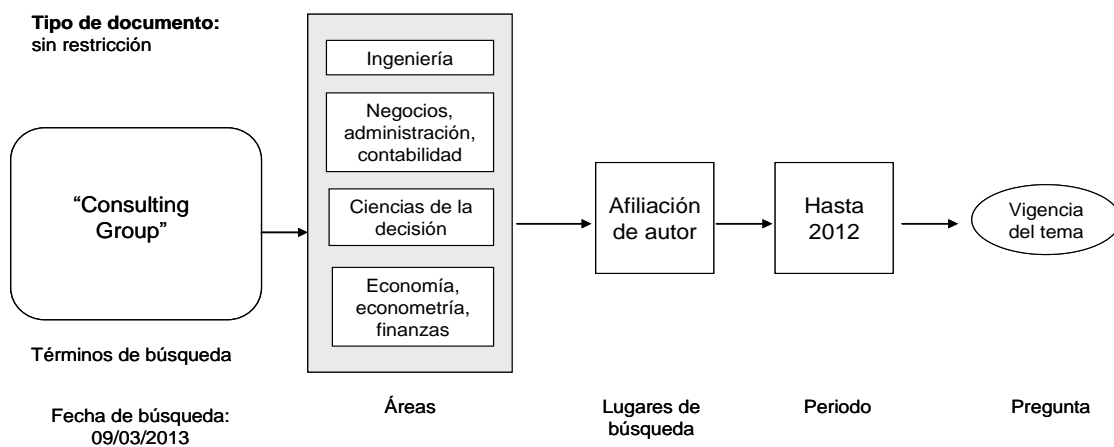 Tipo de documento:
sin restricción
“Consulting
Group”
Términos de búsqueda
Fecha de búsqueda:
09/03/2013
Ingeniería
Negocios,
administración,
contabilidad
Ciencias de la
decisión
Economía,
econometría,
finanzas
Áreas
Afiliación
de autor
Lugares de
búsqueda
Hasta
2012
Periodo
Vigencia
del tema
Pregunta